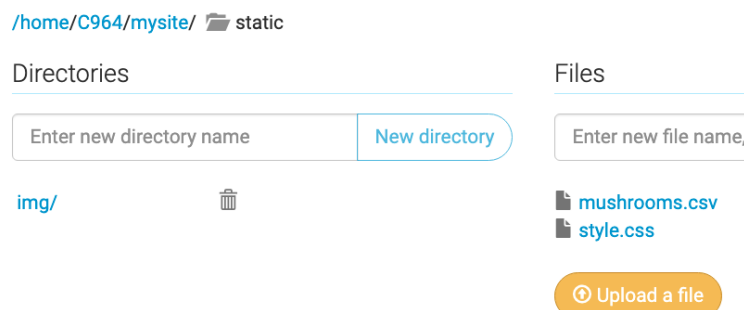 /home/C964/mysite/ static
Directories
Enter new directory name
New directory
img/
Files
Enter new file name,
mushrooms.csv
style.css
Upload a file